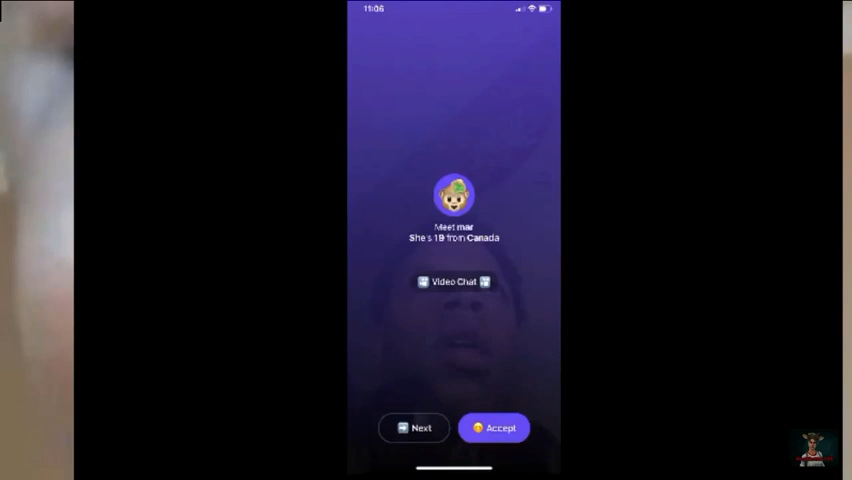 11:06
Meet mar
She's 19 from Canada
Video Chat
Next
Accept